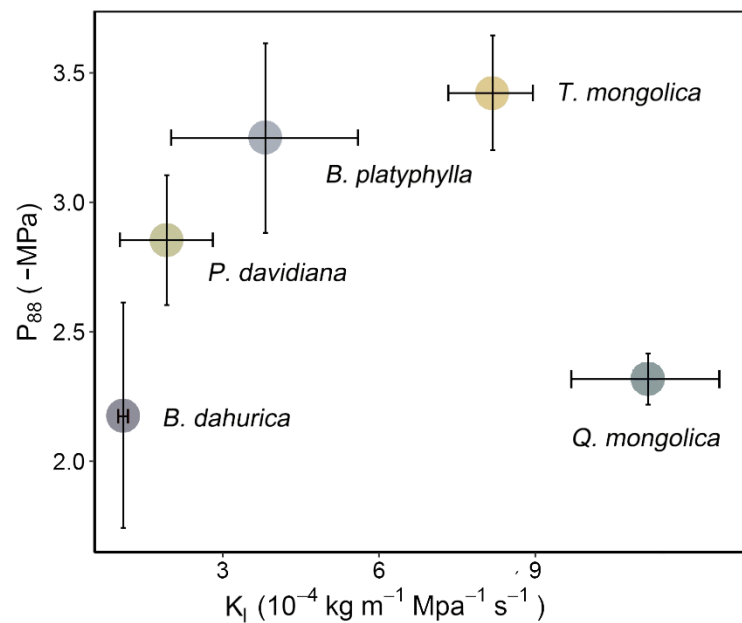 3.5
T. mongolica
B. platyphylla
3.0
P. davidiana
P₈₈ ( −MPa)
2.5
B. dahurica
Q. mongolica
2.0
3 6 9
Kₗ (10⁻⁴ kg m⁻¹ Mpa⁻¹ s⁻¹ )